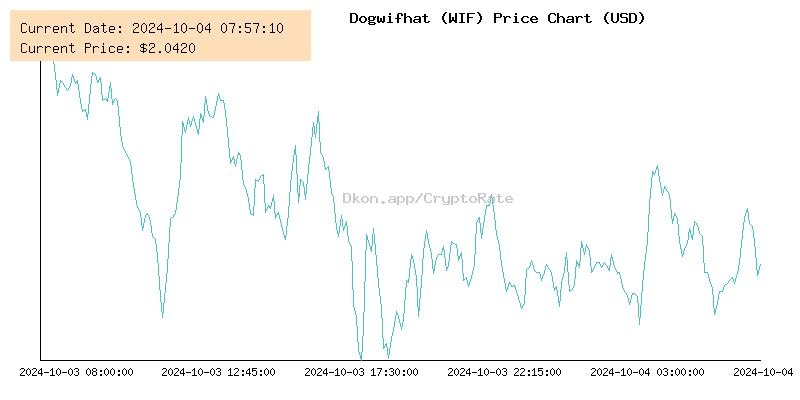 Dogwifhat (WIF) Price Chart (USD)
Current Date: 2024-10-04 07:57:10
Current Price: $2.0420
Dkon.app/CryptoRate
2024-10-03 08:00:00 2024-10-03 12:45:00 2024-10-03 17:30:00 2024-10-03 22:15:00 2024-10-04 03:00:00 2024-10-04